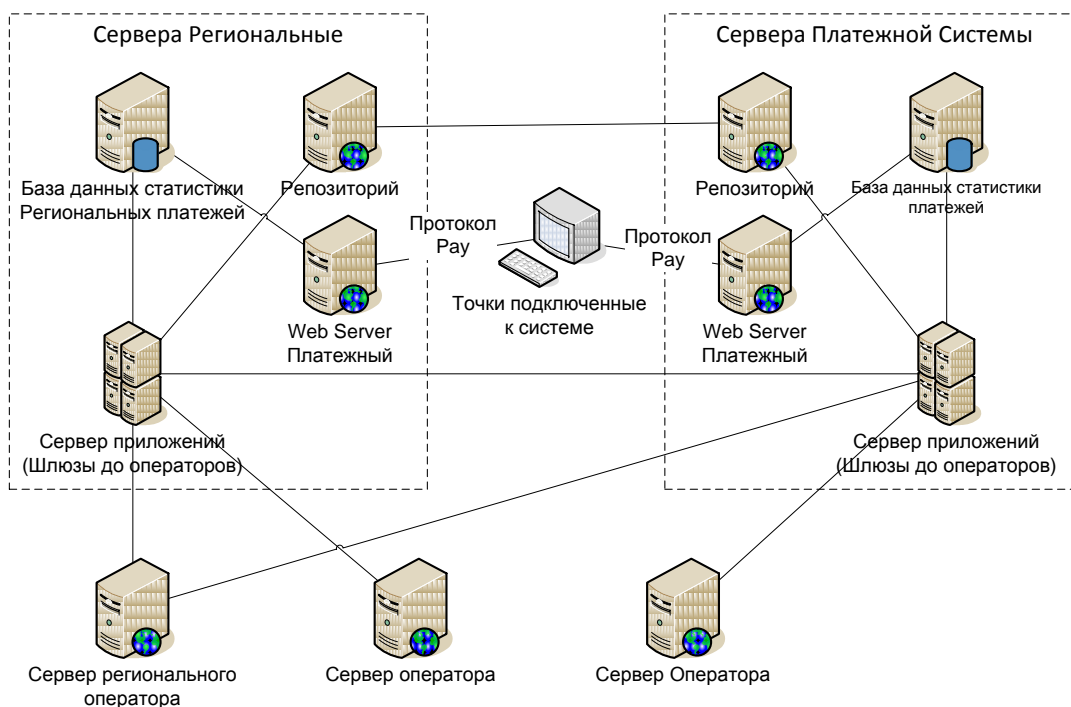 Сервера Региональные
Сервера Платежной Системы
База данных статистики
Региональных платежей
Репозиторий
Репозиторий
База данных статистики
платежей
Протокол
Pay
Протокол
Pay
Точки подключенные
к системе
Web Server
Платежный
Web Server
Платежный
Сервер приложений
(Шлюзы до операторов)
Сервер приложений
(Шлюзы до операторов)
Сервер регионального
оператора
Сервер оператора
Сервер Оператора